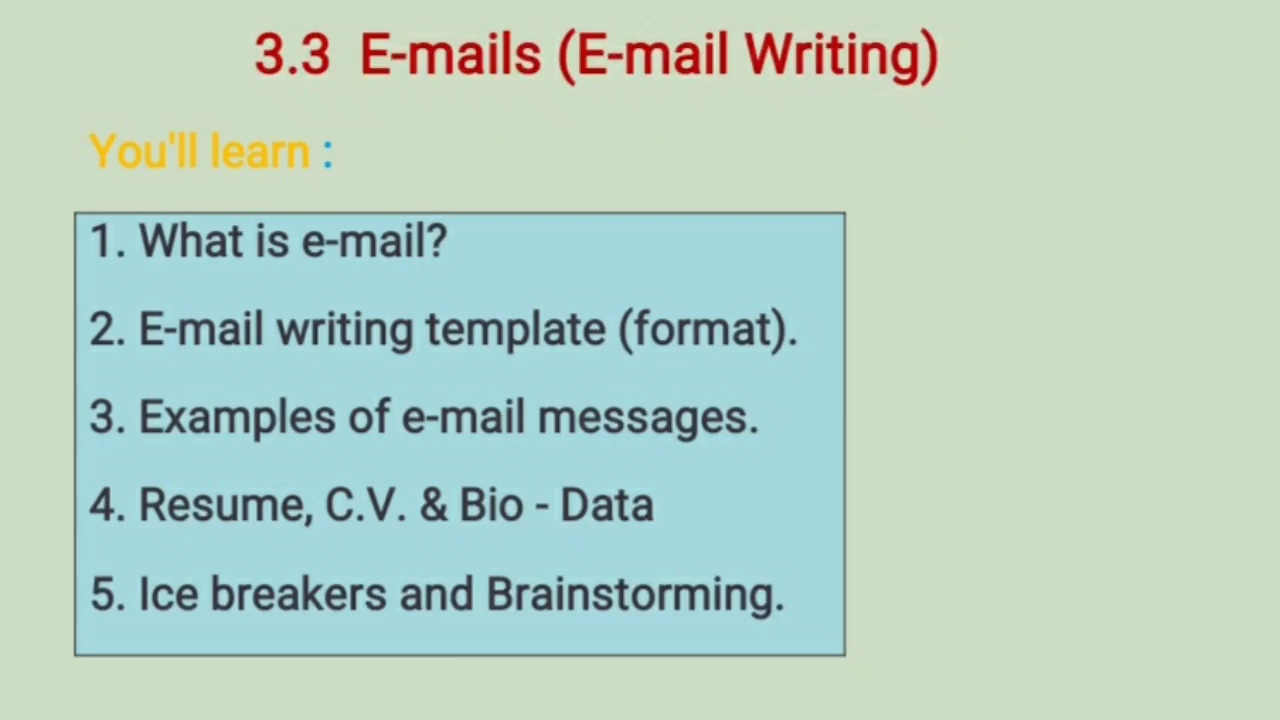 3.3 E-mails (E-mail Writing)
You'll learn :
1. What is e-mail?
2. E-mail writing template (format).
3. Examples of e-mail messages.
4. Resume, C.V. & Bio - Data
5. Ice breakers and Brainstorming.